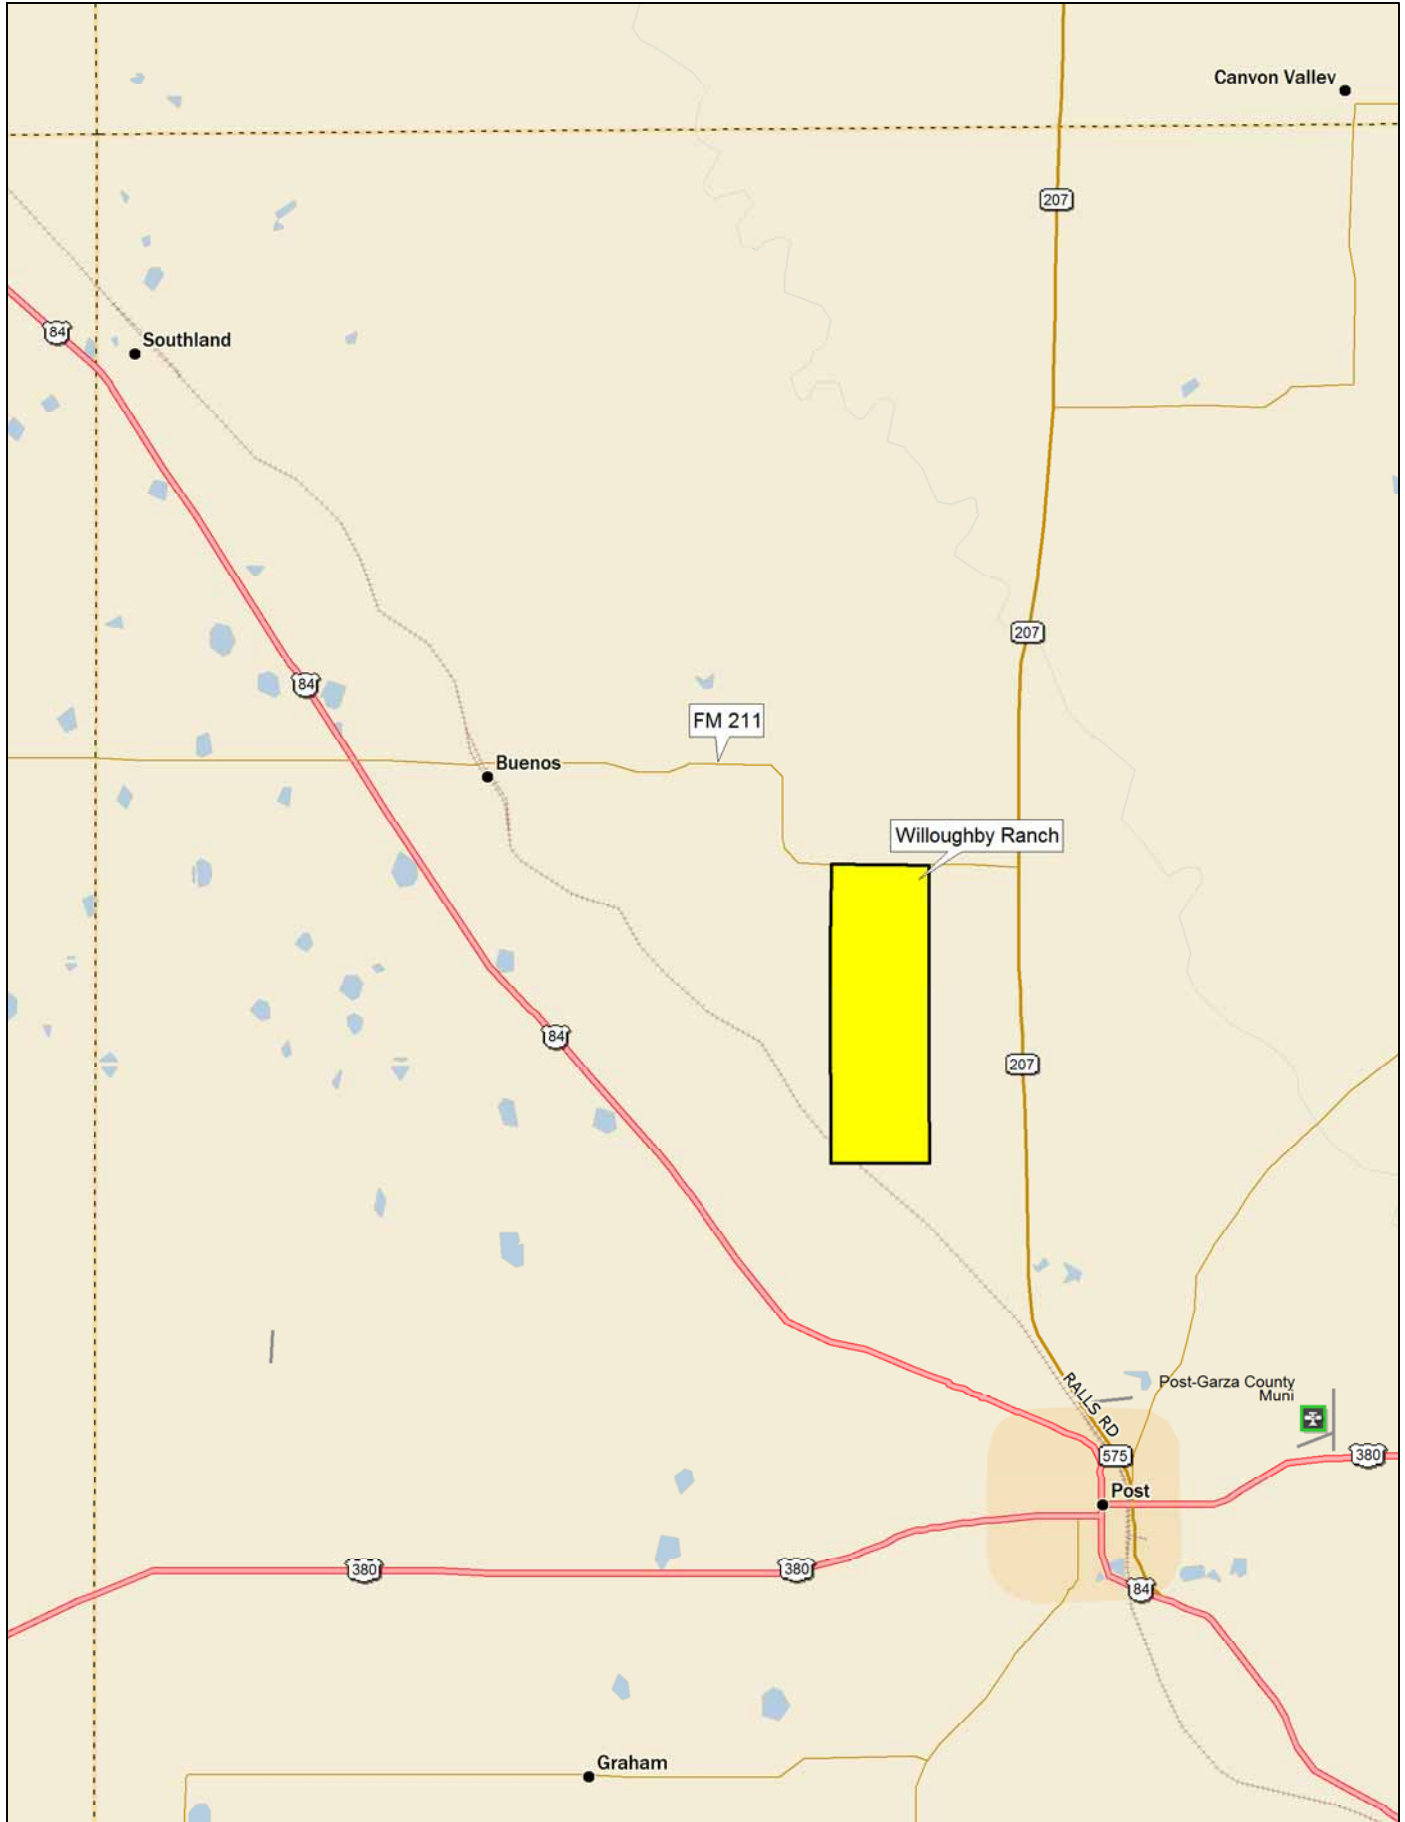 Canyon Valley
207
84
Southland
207
84
FM 211
Buenos
Willoughby Ranch
84
207
RALLS RD
Post-Garza County
Muni
575
380
Post
380
380
84
Graham